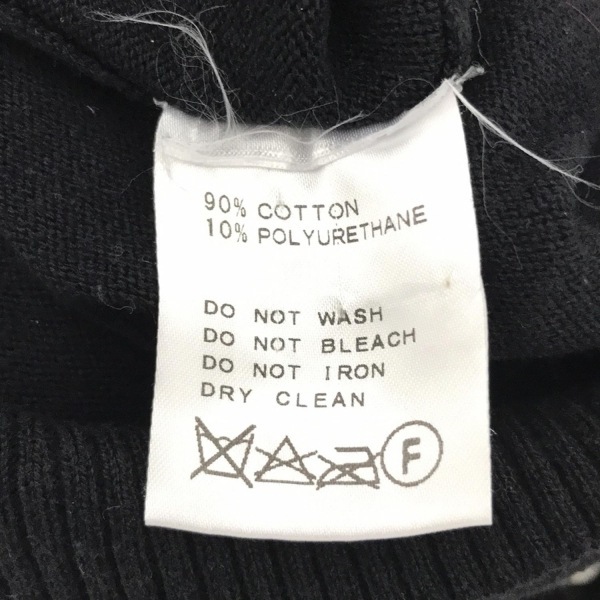 90% COTTON
10% POLYURETHANE
DO NOT WASH
DO NOT BLEACH
DO NOT IRON
DRY CLEAN
F